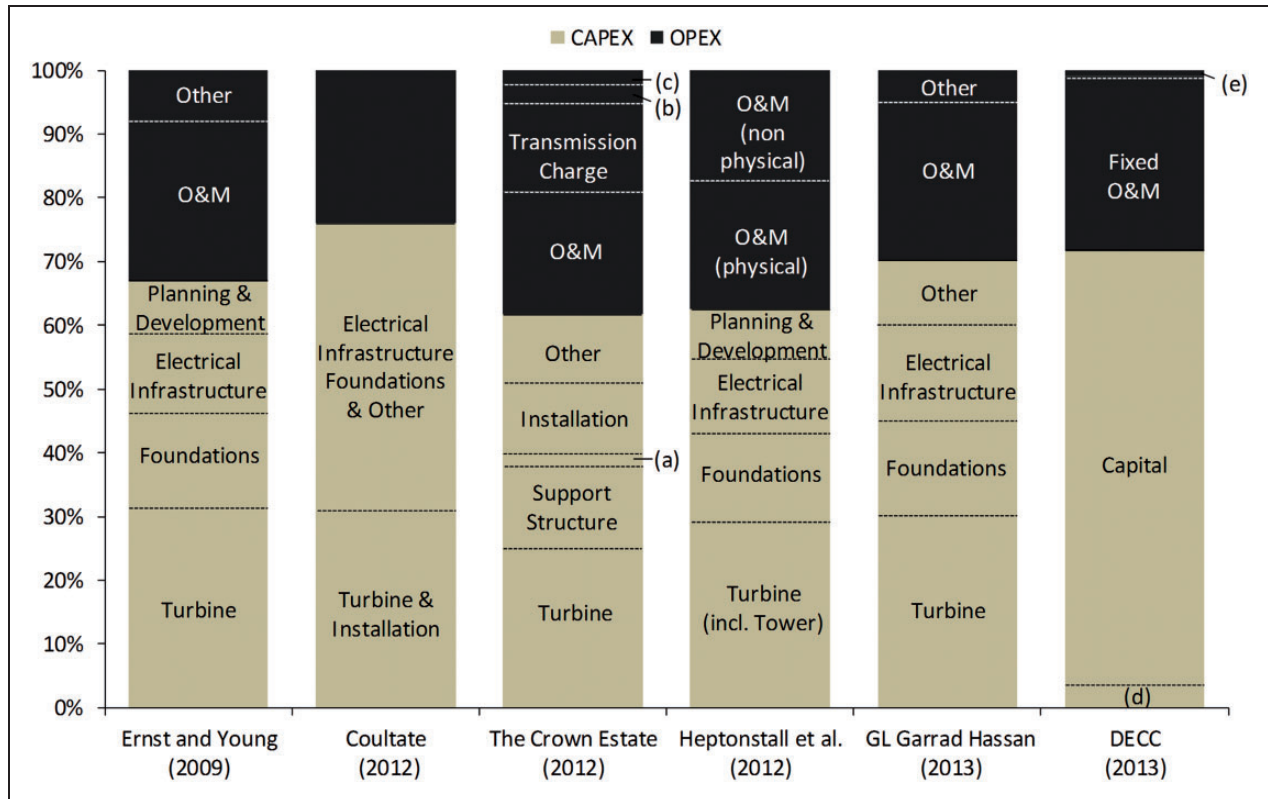 CAPEX OPEX
100%
90%
80%
70%
60%
50%
40%
30%
20%
10%
0%
Other
O&M
Planning &
Development
Electrical
Infrastructure
Foundations
Turbine
Electrical
Infrastructure
Foundations
& Other
Turbine &
Installation
(c)
(b)
Transmission
Charge
O&M
Other
Installation
(a)
Support
Structure
Turbine
O&M
(non
physical)
O&M
(physical)
Planning &
Development
Electrical
Infrastructure
Foundations
Turbine
(incl. Tower)
Other
O&M
Other
Electrical
Infrastructure
Foundations
Turbine
(e)
Fixed
O&M
Capital
(d)
Ernst and Young
(2009)
Coultate
(2012)
The Crown Estate
(2012)
Heptonstall et al.
(2012)
GL Garrad Hassan
(2013)
DECC
(2013)